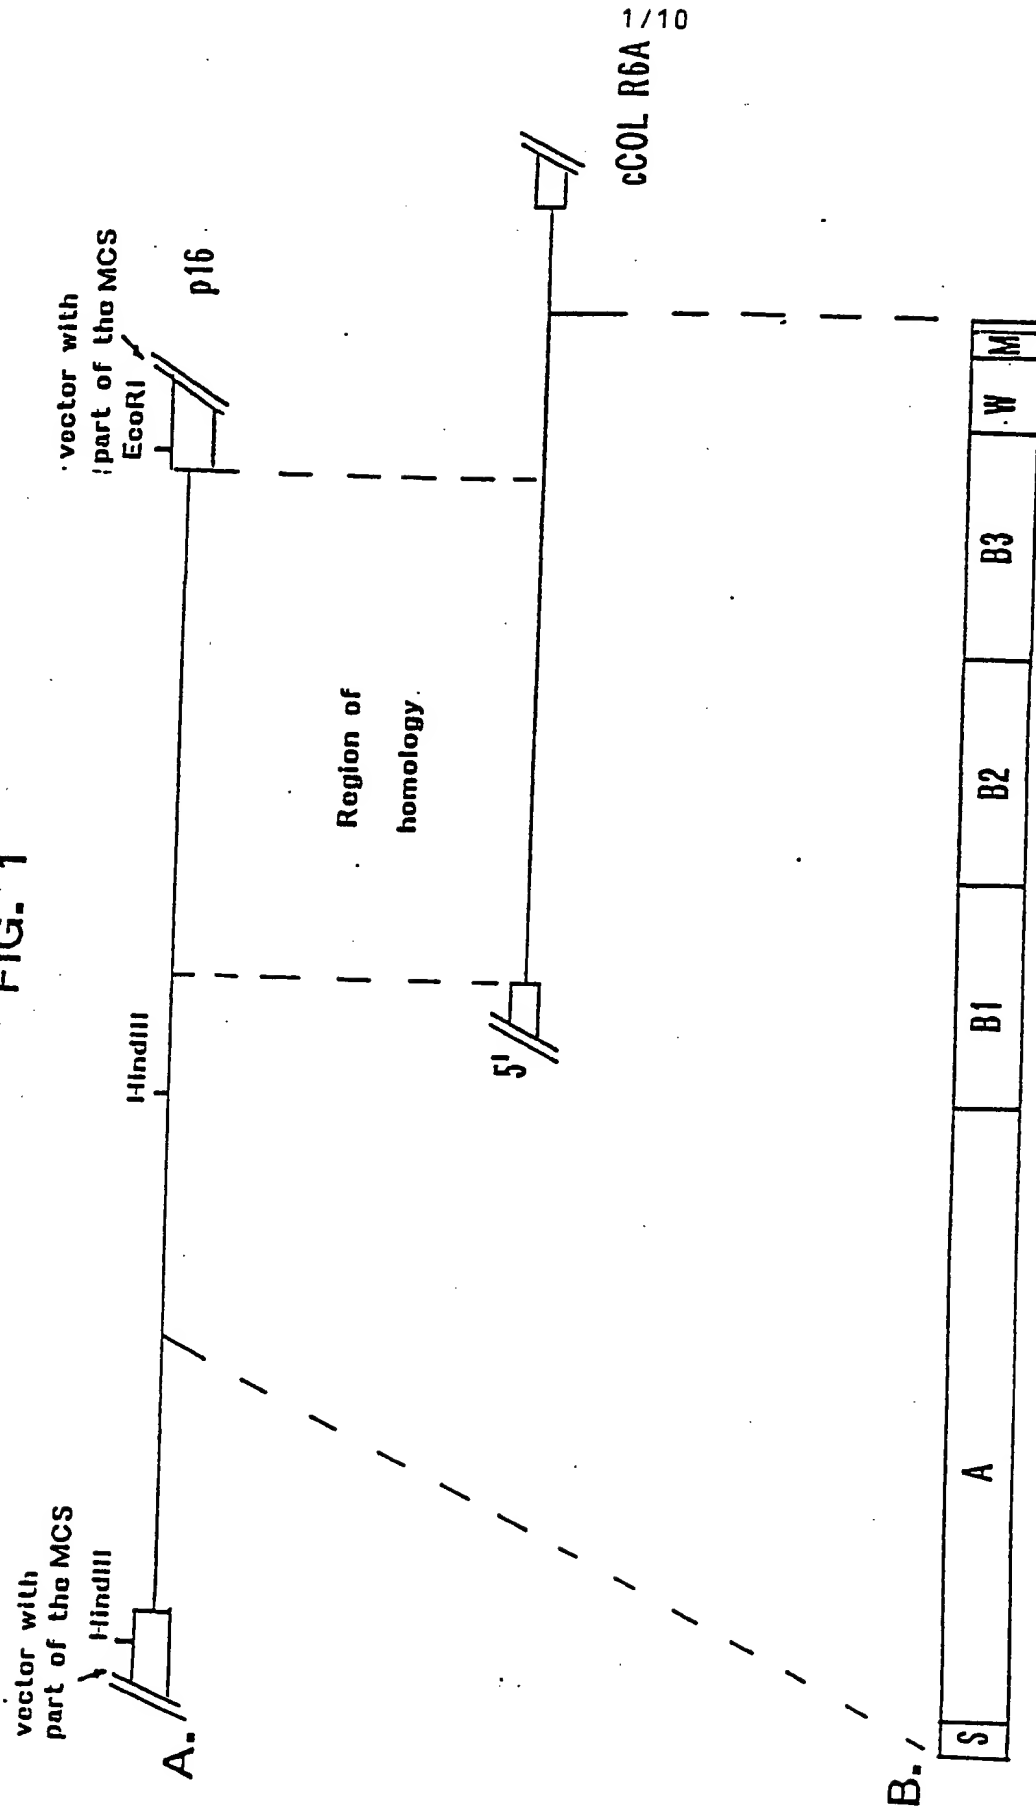 1/10
FIG. 1
vector with
part of the MCS
HindIII
HindIII
vector with
part of the MCS
EcoRI
p16
A.
Region of
homology.
5'
cCOL R6A
B.
S
A
B1
B2
B3
W
M